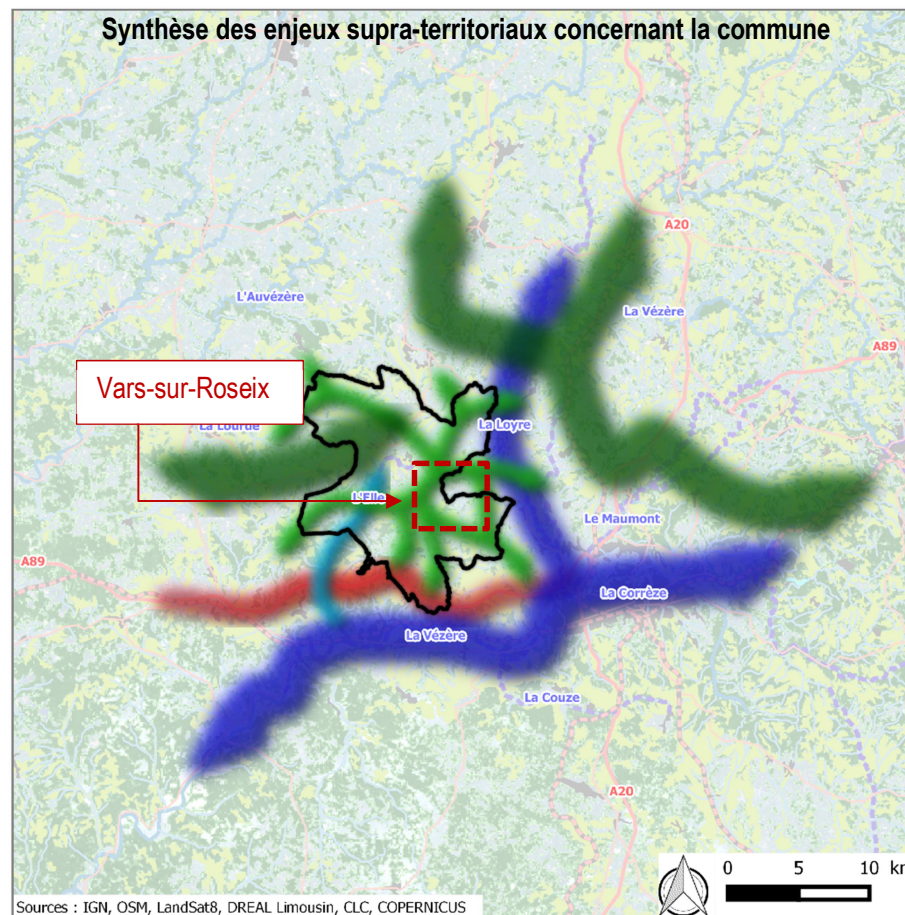 Synthèse des enjeux supra-territoriaux concernant la commune
A20
L'Auvézère
La Vézère
A89
Vars-sur-Roseix
La Lourde
La Loyre
L'Elle
Le Maumont
A89
La Corrèze
La Vézère
La Couze
A20
0 5 10 km
Sources : IGN, OSM, LandSat8, DREAL Limousin, CLC, COPERNICUS